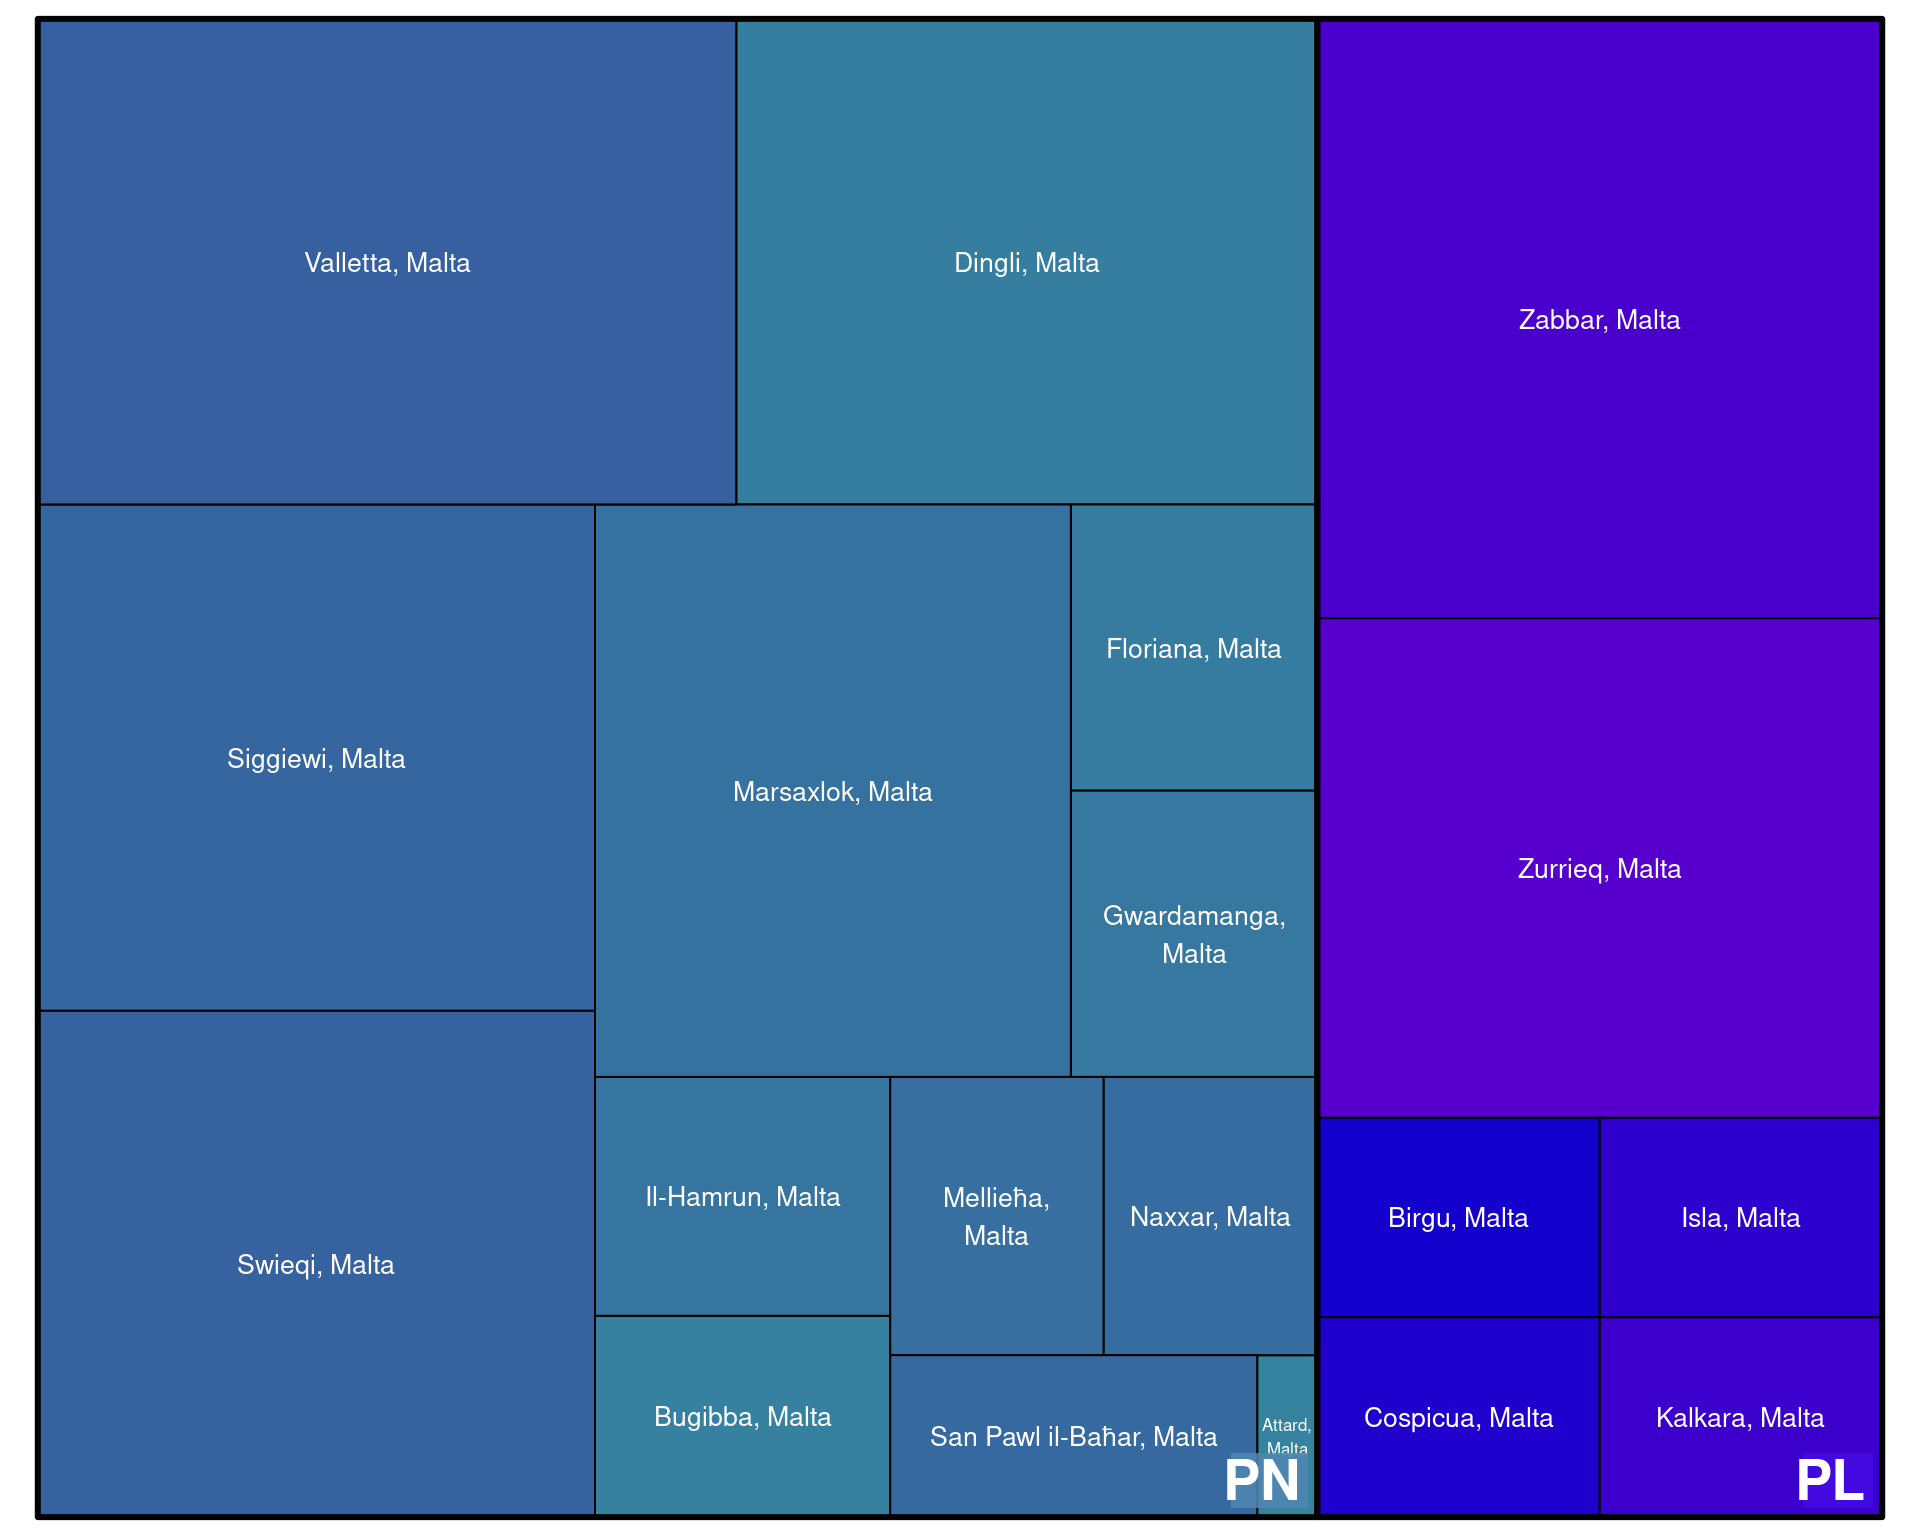 Valletta, Malta
Dingli, Malta
Zabbar, Malta
Siggiewi, Malta
Marsaxlok, Malta
Floriana, Malta
Gwardamanga,
Malta
Zurrieq, Malta
Swieqi, Malta
Il-Hamrun, Malta
Mellieħa,
Malta
Naxxar, Malta
Birgu, Malta
Isla, Malta
Bugibba, Malta
San Pawl il-Baħar, Malta
Attard,
Malta
PN
Cospicua, Malta
Kalkara, Malta
PL